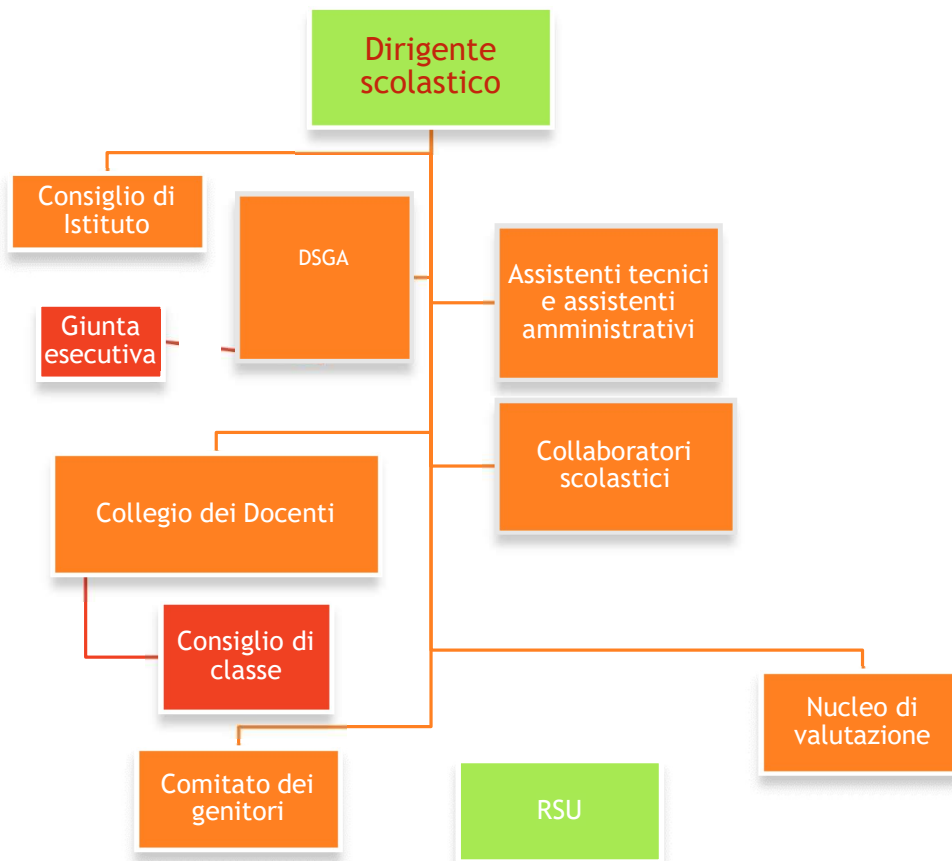 Dirigente
scolastico
Consiglio di
Istituto
DSGA
Assistenti tecnici
e assistenti
amministrativi
Giunta
esecutiva
Collaboratori
scolastici
Collegio dei Docenti
Consiglio di
classe
Nucleo di
valutazione
Comitato dei
genitori
RSU